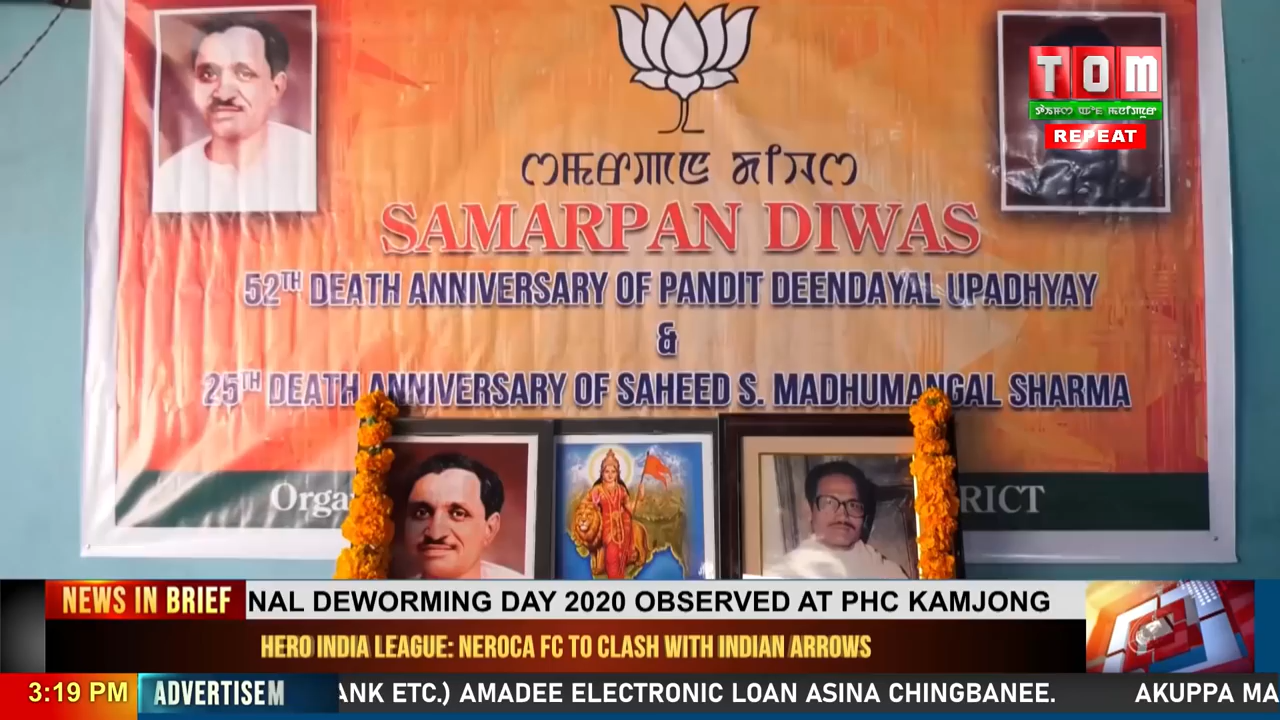 TOM
REPEAT
SAMARPAN DIWAS
52TH DEATH ANNIVERSARY OF PANDIT DEENDAYAL UPADHYAY
&
25TH DEATH ANNIVERSARY OF SAHEED S. MADHUMANGAL SHARMA
Orga RICT
NEWS IN BRIEF NAL DEWORMING DAY 2020 OBSERVED AT PHC KAMJONG
HERO INDIA LEAGUE: NEROCA FC TO CLASH WITH INDIAN ARROWS
3:19 PM ADVERTISEM ANK ETC.) AMADEE ELECTRONIC LOAN ASINA CHINGBANEE. AKUPPA MA